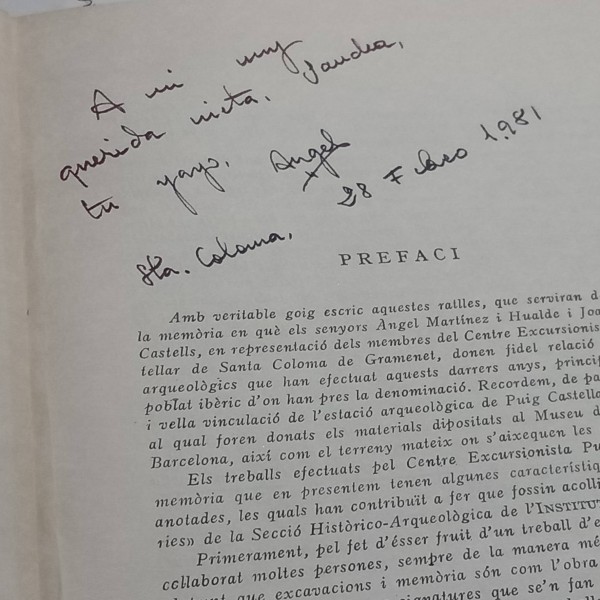 A mi muy
querida nieta, Sandra,
tu yayo, Angel
Sta. Coloma, 28 Febrero 1.981
PREFACI
Amb veritable goig escric aquestes ratlles, que serviran d
la memòria en què els senyors Angel Martínez i Hualde i Joa
Castells, en representació dels membres del Centre Excursionis
tellar de Santa Coloma de Gramenet, donen fidel relació
arqueològics que han efectuat aquests darrers anys, princip
poblat ibèric d'on han pres la denominació. Recordem, de pa
i vella vinculació de l'estació arqueològica de Puig Castella
al qual foren donats els materials dipositats al Museu d
Barcelona, així com el terreny mateix on s'aixequen les
Els treballs efectuats pel Centre Excursionista Pu
memòria que en presentem tenen algunes característiq
anotades, les quals han contribuït a fer que fossin acolli
ries» de la Secció Històrico-Arqueològica de l'INSTITUT
Primerament, pel fet d'ésser fruit d'un treball d'e
col·laborat moltes persones, sempre de la manera mé
que excavacions i memòria són com l'obra
signatures que se'n fan